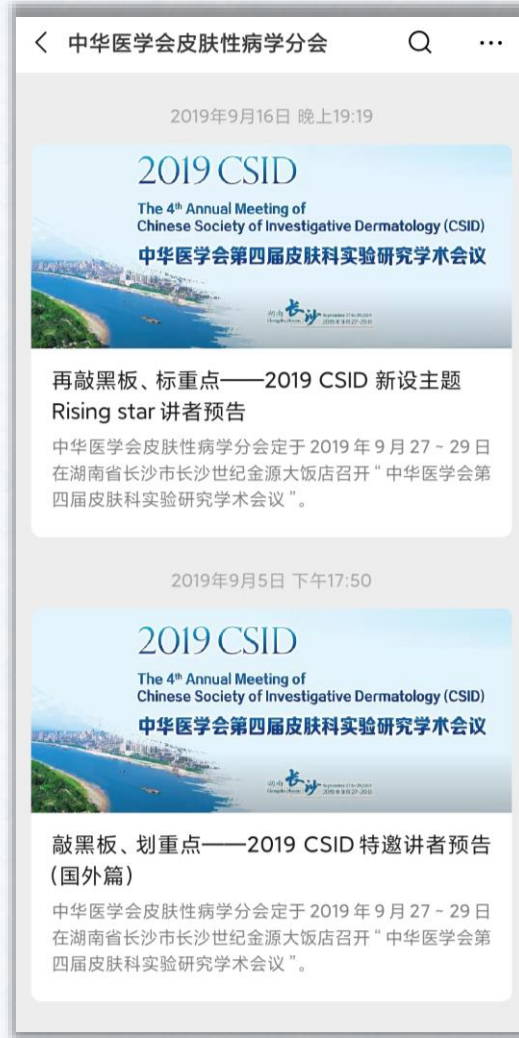 中华医学会皮肤性病学分会
2019年9月16日 晚上19:19
2019 CSID
The 4th Annual Meeting of
Chinese Society of Investigative Dermatology (CSID)
中华医学会第四届皮肤科实验研究学术会议
湖南 长沙
再敲黑板、标重点——2019 CSID 新设主题
Rising star 讲者预告
中华医学会皮肤性病学分会定于 2019 年 9 月 27 ~ 29 日
在湖南省长沙市长沙世纪金源大饭店召开“ 中华医学会第
四届皮肤科实验研究学术会议 ”。
2019年9月5日 下午17:50
2019 CSID
The 4th Annual Meeting of
Chinese Society of Investigative Dermatology (CSID)
中华医学会第四届皮肤科实验研究学术会议
湖南 长沙
敲黑板、划重点——2019 CSID 特邀讲者预告
(国外篇)
中华医学会皮肤性病学分会定于 2019 年 9 月 27 ~ 29 日
在湖南省长沙市长沙世纪金源大饭店召开“ 中华医学会第
四届皮肤科实验研究学术会议 ”。